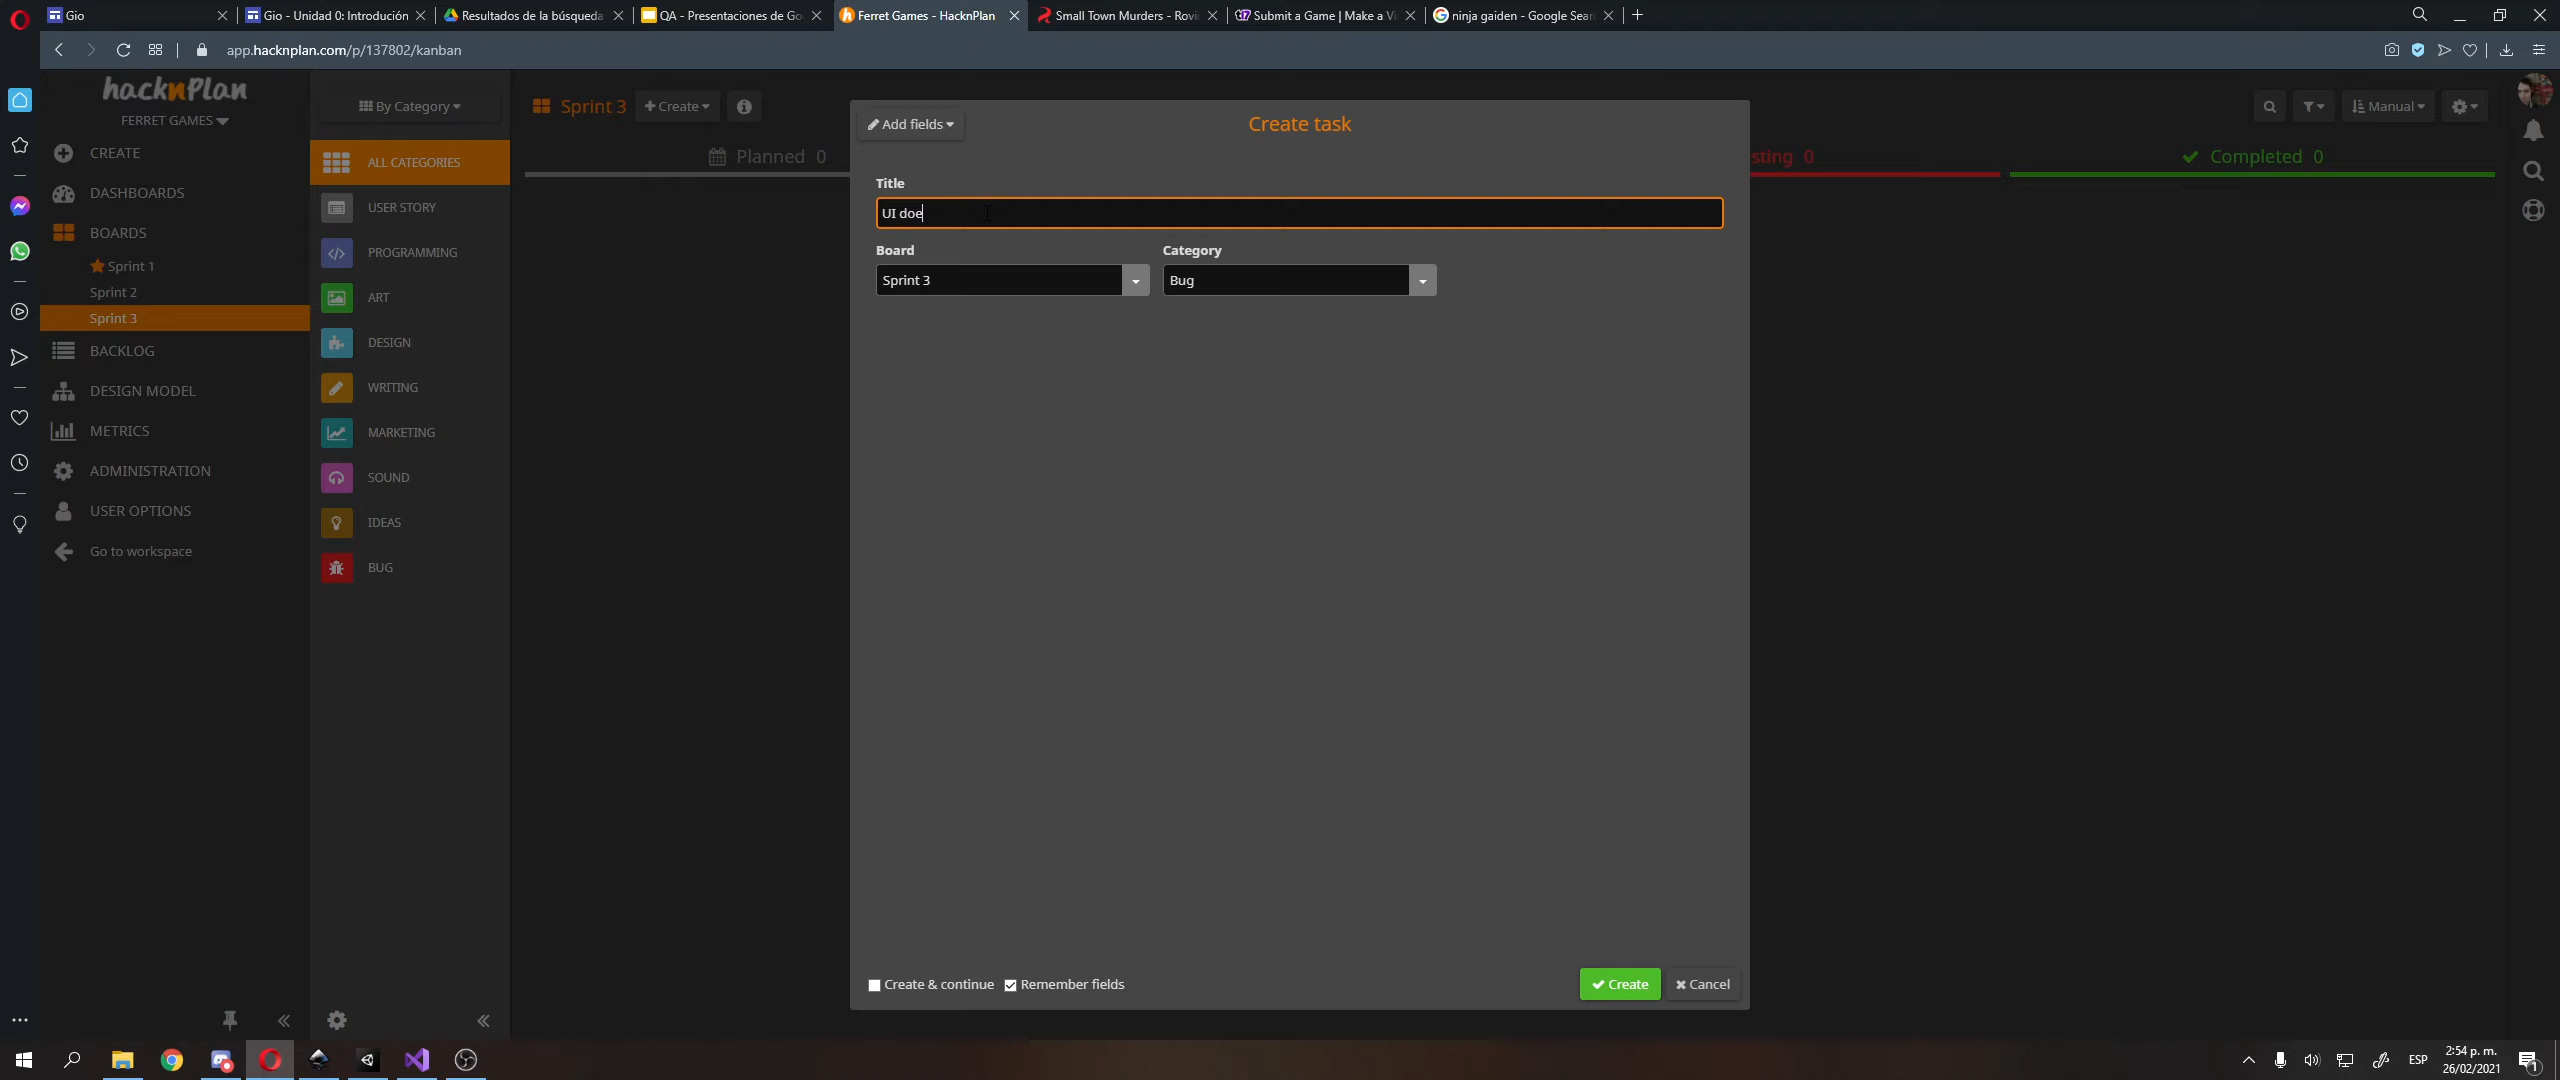 Gio
Gio - Unidad 0: Introducción
Resultados de la búsqueda
QA - Presentaciones de Go
Ferret Games - HacknPlan
Small Town Murders - Rovi
Submit a Game | Make a Vi
ninja gaiden - Google Sear
app.hacknplan.com/p/137802/kanban
hacknPlan
FERRET GAMES
CREATE
DASHBOARDS
BOARDS
Sprint 1
Sprint 2
Sprint 3
BACKLOG
DESIGN MODEL
METRICS
ADMINISTRATION
USER OPTIONS
Go to workspace
By Category
ALL CATEGORIES
USER STORY
PROGRAMMING
ART
DESIGN
WRITING
MARKETING
SOUND
IDEAS
BUG
Sprint 3
Create
Manual
Planned 0
sting 0
Completed 0
Add fields
Create task
Title
UI doe
Board
Category
Sprint 3
Bug
Create & continue
Remember fields
Create
Cancel
ESP
2:54 p. m.
26/02/2021
1